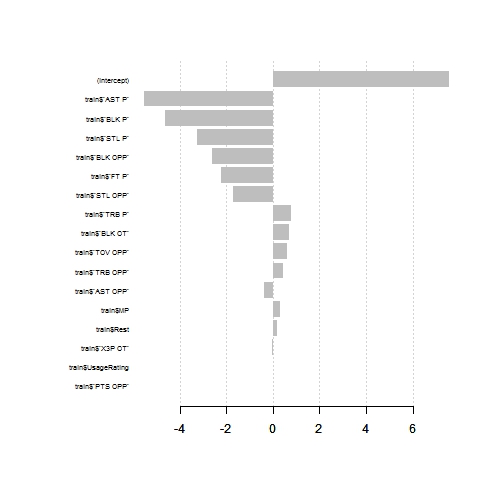 (Intercept)
train$`AST P`
train$`BLK P`
train$`STL P`
train$`BLK OPP`
train$`FT P`
train$`STL OPP`
train$`TRB P`
train$`BLK OT`
train$`TOV OPP`
train$`TRB OPP`
train$`AST OPP`
train$MP
train$Rest
train$`X3P OT`
train$UsageRating
train$`PTS OPP`
-4 -2 0 2 4 6